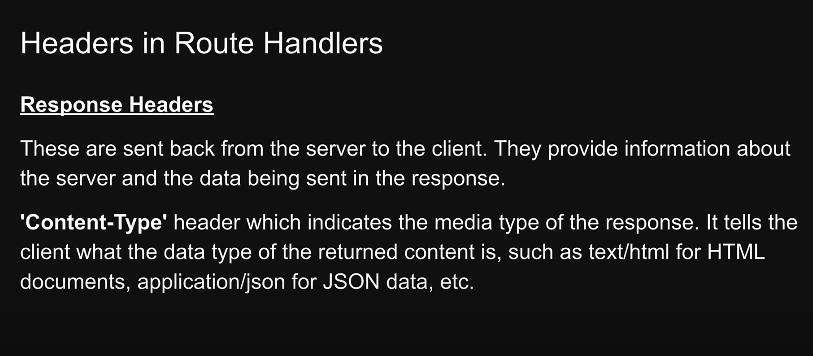 Headers in Route Handlers
Response Headers
These are sent back from the server to the client. They provide information about
the server and the data being sent in the response.
'Content-Type' header which indicates the media type of the response. It tells the
client what the data type of the returned content is, such as text/html for HTML
documents, application/json for JSON data, etc.